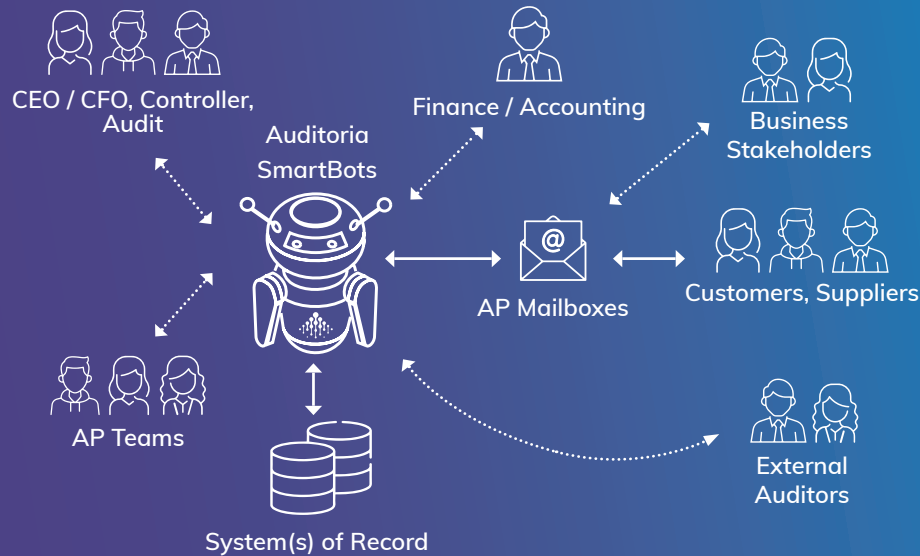 CEO / CFO, Controller,
Audit
Finance / Accounting
Business
Stakeholders
Auditoria
SmartBots
@
AP Mailboxes
Customers, Suppliers
AP Teams
External
Auditors
System(s) of Record